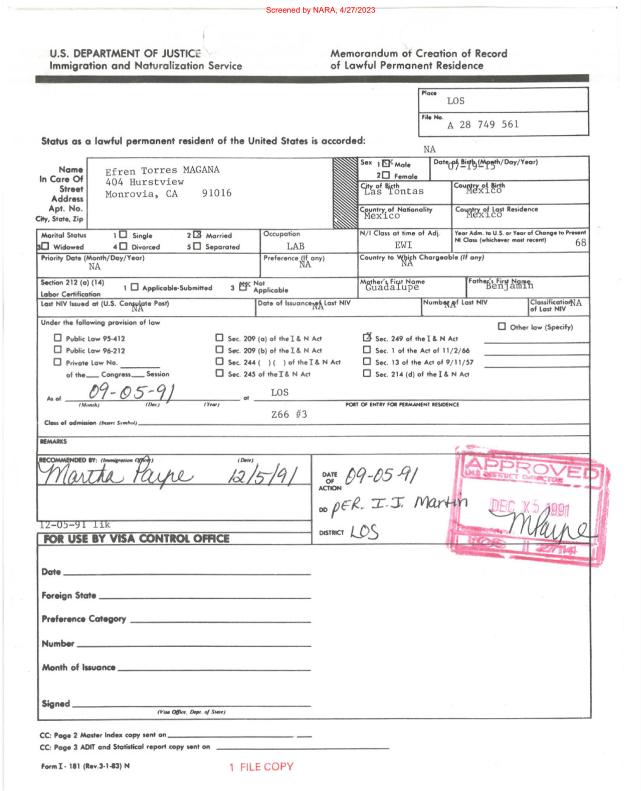 Screened by NARA, 4/27/2023
U.S. DEPARTMENT OF JUSTICE
Immigration and Naturalization Service
Memorandum of Creation of Record
of Lawful Permanent Residence
Place
LOS
File No.
A 28 749 561
Status as a lawful permanent resident of the United States is accorded:
NA
Name
In Care Of
Street
Address
Apt. No.
City, State, Zip
Efren Torres MAGANA
404 Hurstview
Monrovia, CA 91016
Sex 1 Male
2 Female
Date of Birth (Month/Day/Year)
07-19-15
City of Birth
Las Tontas
Country of Birth
Mexico
Country of Nationality
Mexico
Country of Last Residence
Mexico
Marital Status 1 Single 2 Married
3 Widowed 4 Divorced 5 Separated
Occupation
LAB
N/I Class at time of Adj.
EWI
Year Adm. to U.S. or Year of Change to Present
NI Class (whichever most recent) 68
Priority Date (Month/Day/Year)
NA
Preference (If any)
NA
Country to Which Chargeable (If any)
NA
Section 212 (a) (14)
Labor Certification
1 Applicable-Submitted 3 Not
Applicable
Mother's First Name
Guadalupe
Father's First Name
Benjamin
Last NIV Issued at (U.S. Consulate Post)
NA
Date of Issuance of Last NIV
NA
Number of Last NIV
NA
Classification NA
of Last NIV
Under the following provision of law
Other law (Specify)
Public Law 95-412 Sec. 209 (a) of the I & N Act Sec. 249 of the I & N Act
Public Law 96-212 Sec. 209 (b) of the I & N Act Sec. 1 of the Act of 11/2/66
Private Law No. Sec. 244 ( ) ( ) of the I & N Act Sec. 13 of the Act of 9/11/57
of the Congress Session Sec. 245 of the I & N Act Sec. 214 (d) of the I & N Act
As of 09-05-91 at LOS
(Month) (Day) (Year) PORT OF ENTRY FOR PERMANENT RESIDENCE
Z66 #3
Class of admission (Insert Symbol)
REMARKS
RECOMMENDED BY: (Immigration Officer) (Date)
Martha Payne 12/5/91
DATE
OF
ACTION
09-05-91
DD PER. I.J. Martin
DISTRICT LOS
APPROVED
U.S. DISTRICT DIRECTOR
DEC X5 1991
MPayne
12-05-91 lik
FOR USE BY VISA CONTROL OFFICE
Date
Foreign State
Preference Category
Number
Month of Issuance
Signed
(Visa Office, Dept. of State)
CC: Page 2 Master Index copy sent on
CC: Page 3 ADIT and Statistical report copy sent on
Form I - 181 (Rev. 3-1-83) N
1 FILE COPY